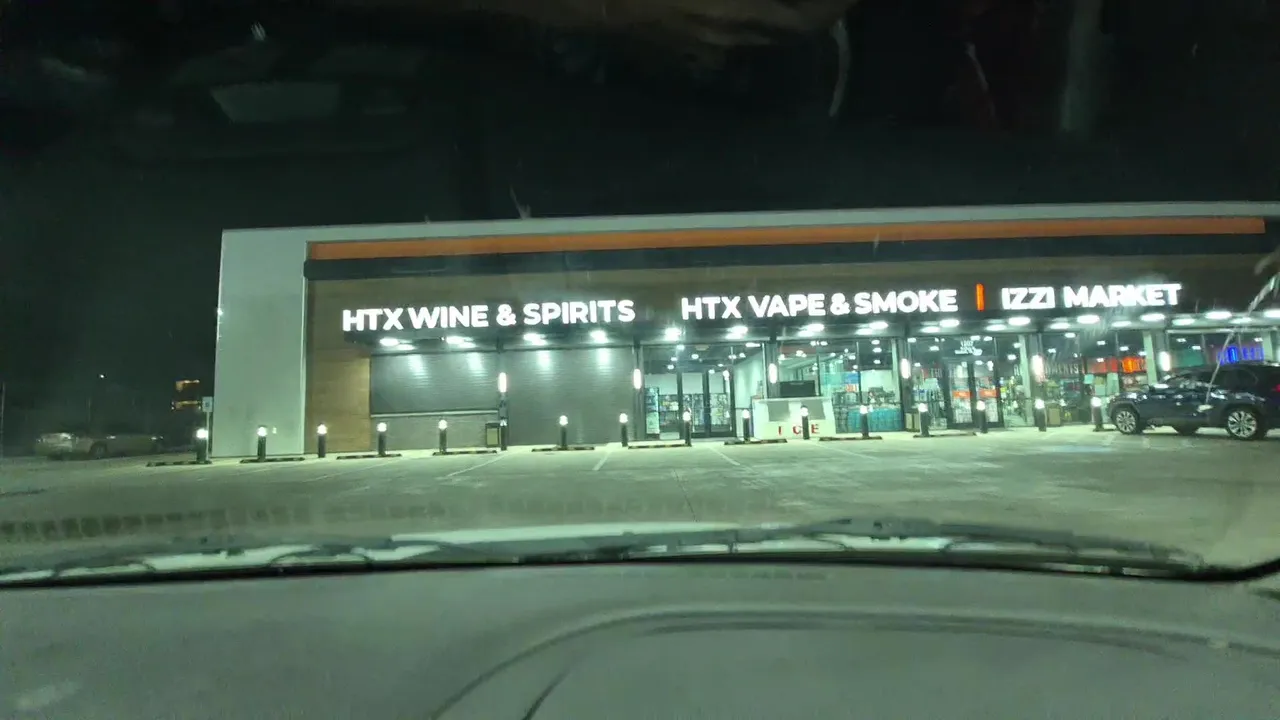 HTX WINE & SPIRITS
HTX VAPE & SMOKE | IZZI MARKET
ICE